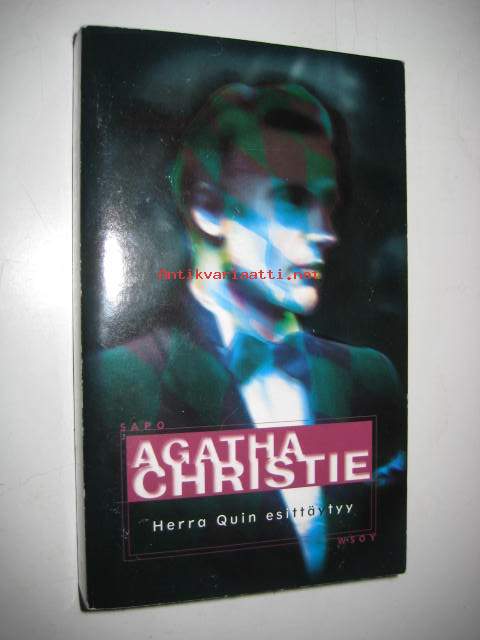 Antikvariaatti.net
SAPO
AGATHA
CHRISTIE
Herra Quin esittäytyy
WSOY